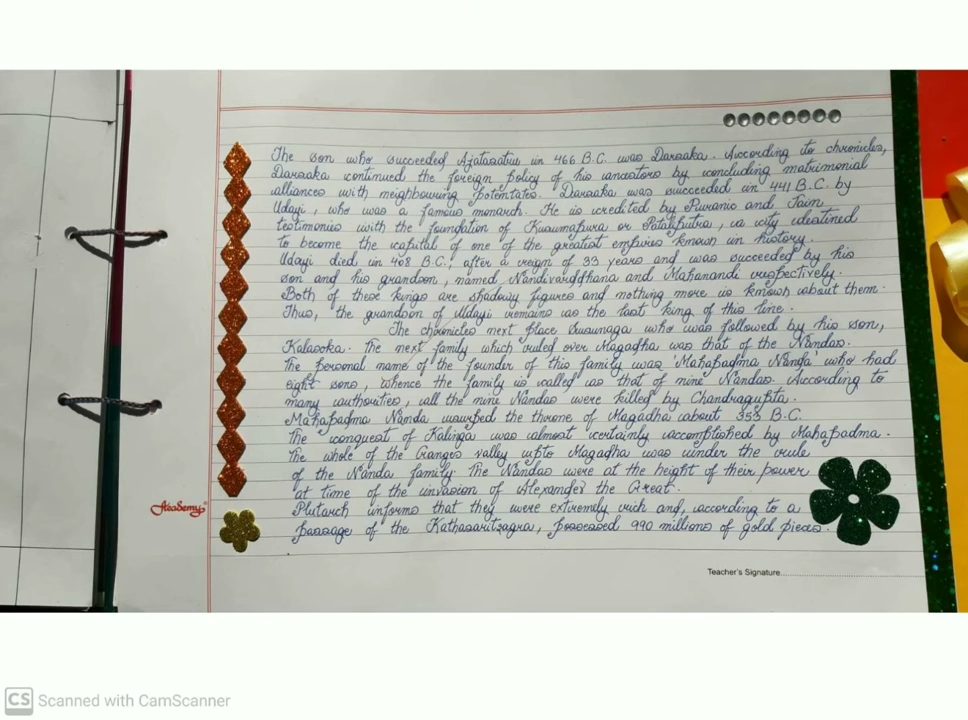 The son who succeeded Ajatasatru in 466 B.C. was Darsaka. According to chronicles,
Darsaka continued the foreign policy of his ancestors by concluding matrimonial
alliances with neighbouring potentates. Darsaka was succeeded in 441 B.C. by
Udayi, who was a famous monarch. He is credited by Puranic and Jain
testimonies with the foundation of Kusumapura or Pataliputra, a city destined
to become the capital of one of the greatest empires known in history.
Udayi died in 408 B.C., after a reign of 33 years and was succeeded by his
son and his grandson, named Nandivarddhana and Mahanandi respectively.
Both of these kings are shadowy figures and nothing more is known about them.
Thus, the grandson of Udayi remains as the last king of this line.
The chronicles next place Susunaga who was followed by his son,
Kalasoka. The next family which ruled over Magadha was that of the Nandas.
The personal name of the founder of this family was 'Mahapadma Nanda' who had
eight sons, whence the family is called as that of nine Nandas. According to
many authorities, all the nine Nandas were killed by Chandragupta.
Mahapadma Nanda usurped the throne of Magadha about 353 B.C.
The conquest of Kalinga was almost certainly accomplished by Mahapadma.
The whole of the Ganges valley upto Magadha was under the rule
of the Nanda family. The Nandas were at the height of their power
at time of the invasion of Alexander the Great.
Plutarch informs that they were extremely rich and, according to a
passage of the Kathasaritsagra, possessed 990 millions of gold pieces.
Academy
Teacher's Signature
CS Scanned with CamScanner